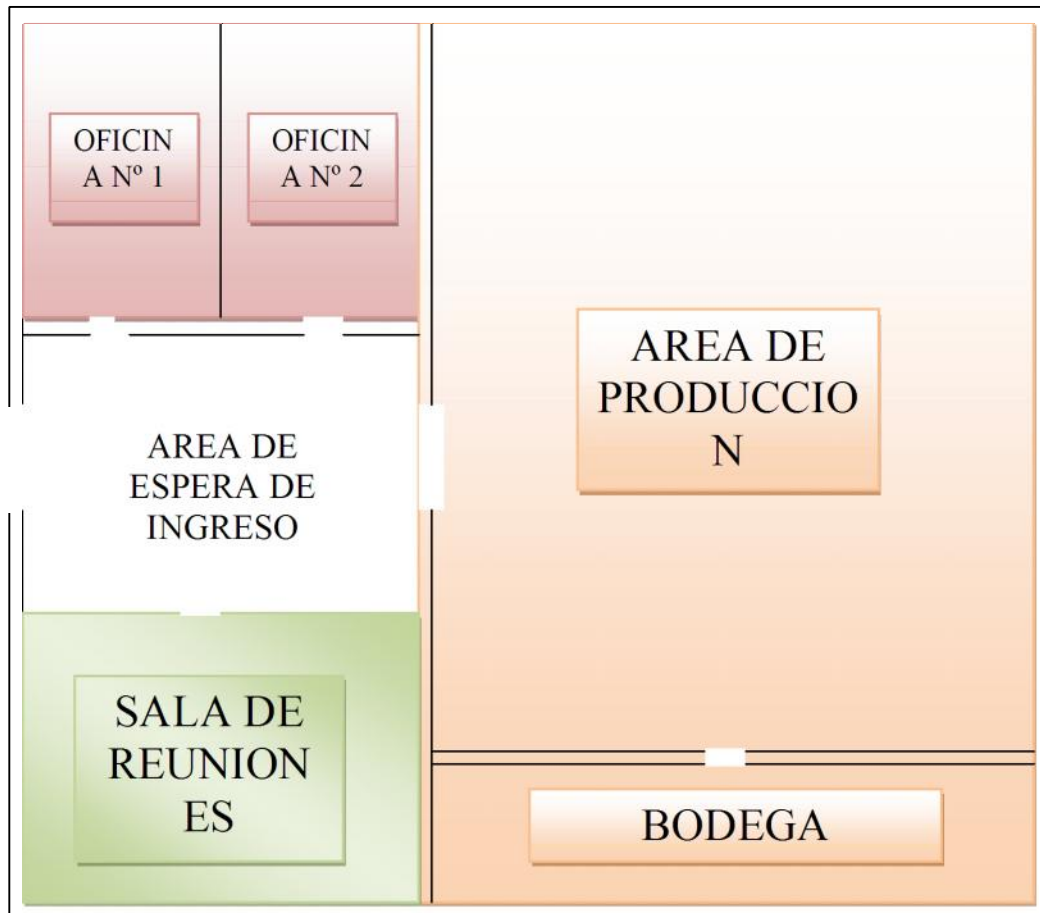 OFICIN
A Nº 1
OFICIN
A Nº 2
AREA DE
PRODUCCIO
N
AREA DE
ESPERA DE
INGRESO
SALA DE
REUNION
ES
BODEGA